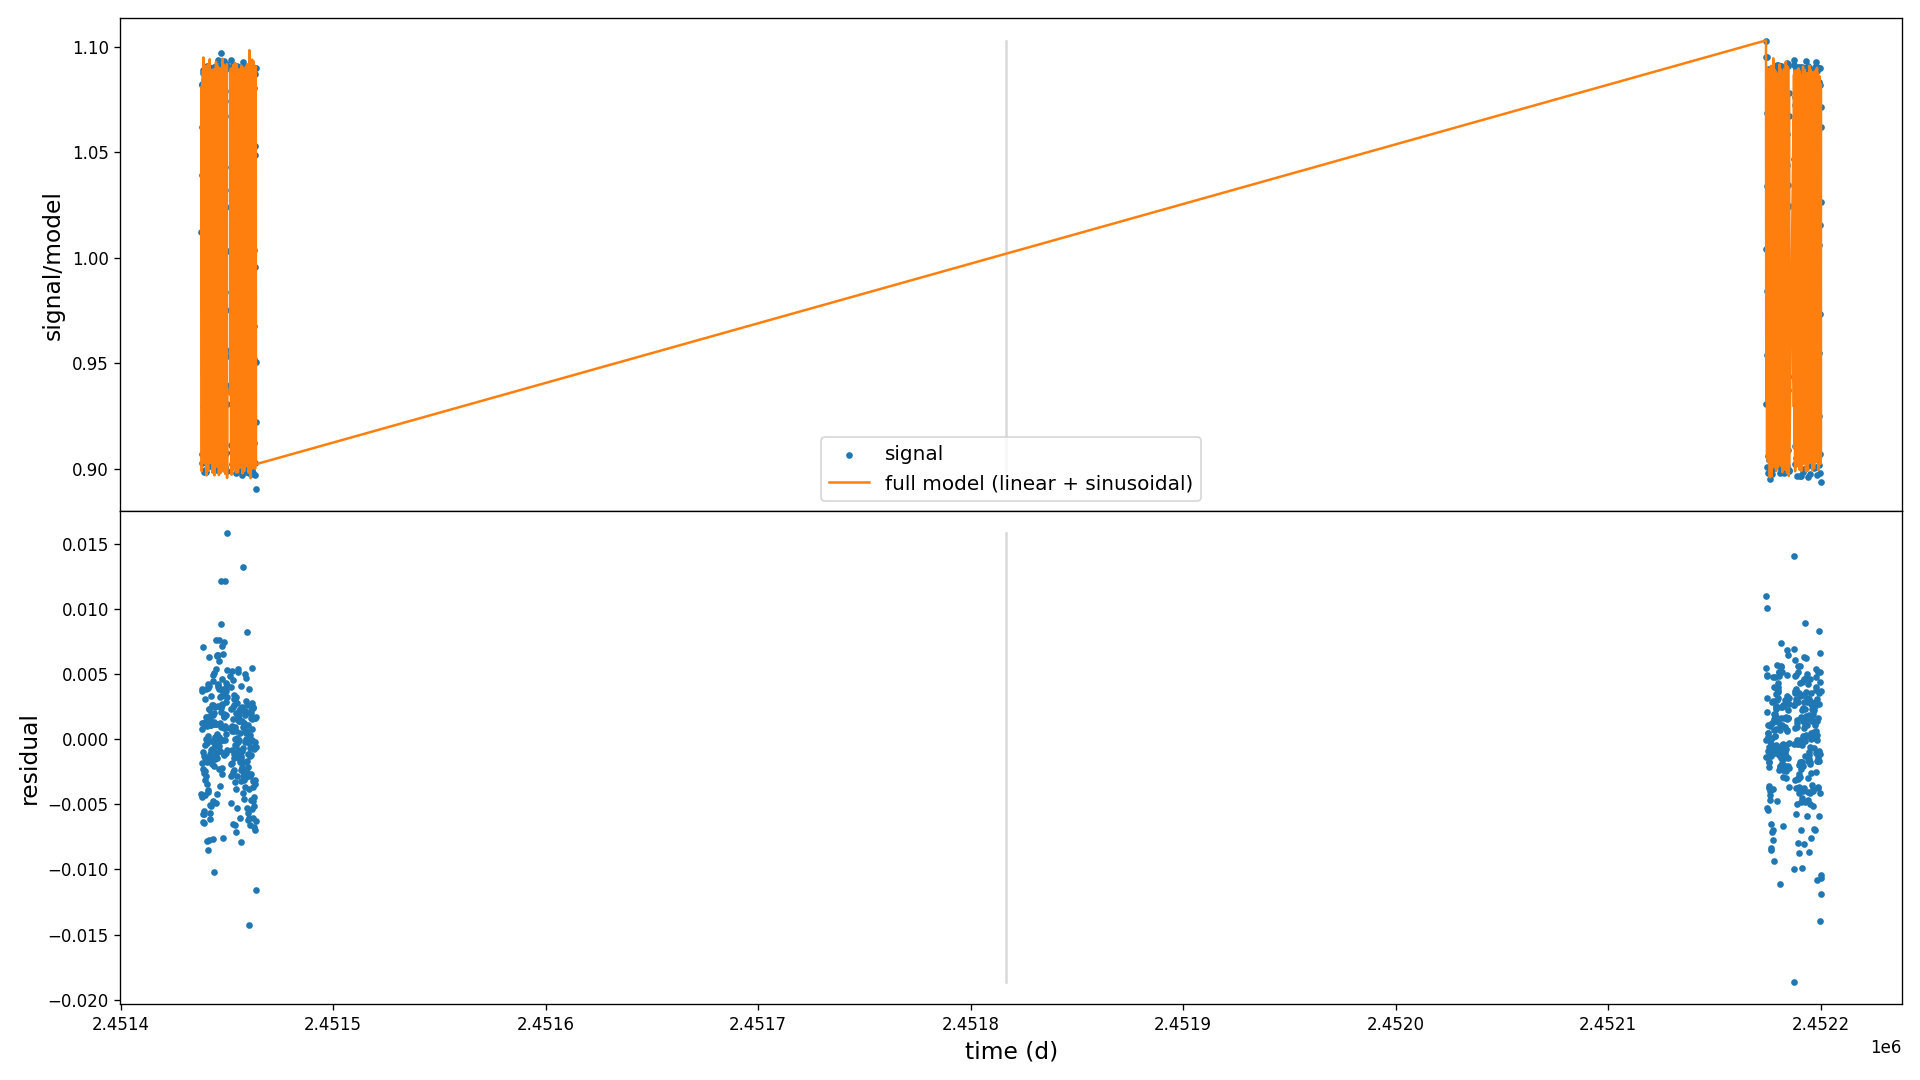 1.10
1.05
1.00
0.95
0.90
signal/model
signal
full model (linear + sinusoidal)
0.015
0.010
0.005
0.000
−0.005
−0.010
−0.015
−0.020
residual
2.4514 2.4515 2.4516 2.4517 2.4518 2.4519 2.4520 2.4521 2.4522
1e6
time (d)